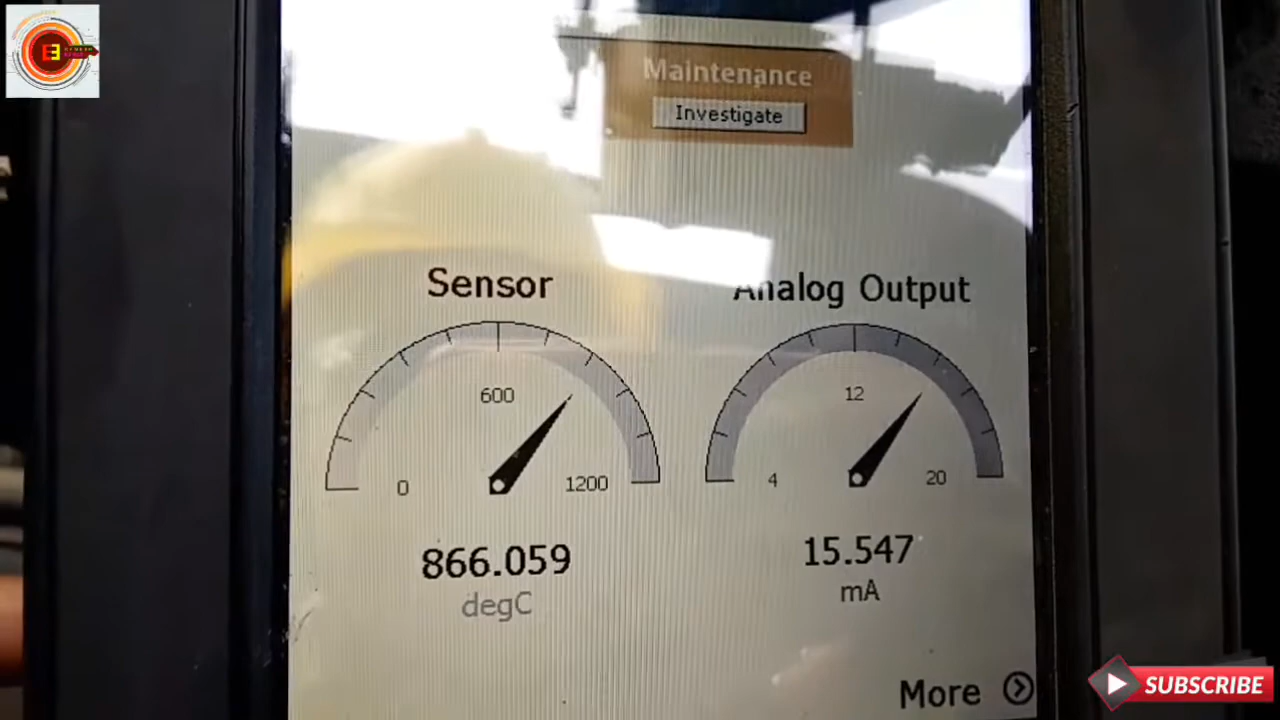 Maintenance
Investigate
Sensor
Analog Output
600
0
1200
12
4
20
866.059
degC
15.547
mA
More
SUBSCRIBE